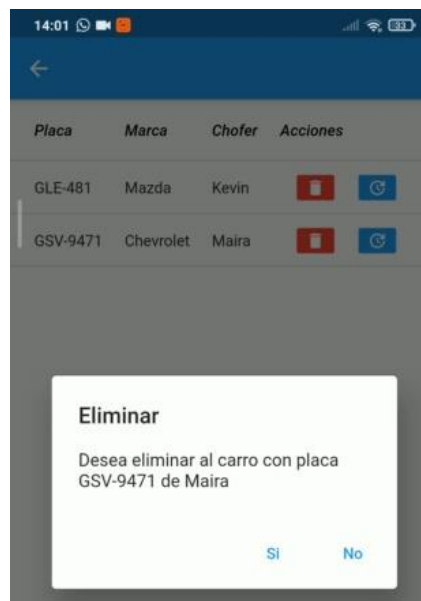 14:01
33
Placa Marca Chofer Acciones
GLE-481 Mazda Kevin
GSV-9471 Chevrolet Maira
Eliminar
Desea eliminar al carro con placa
GSV-9471 de Maira
Si No